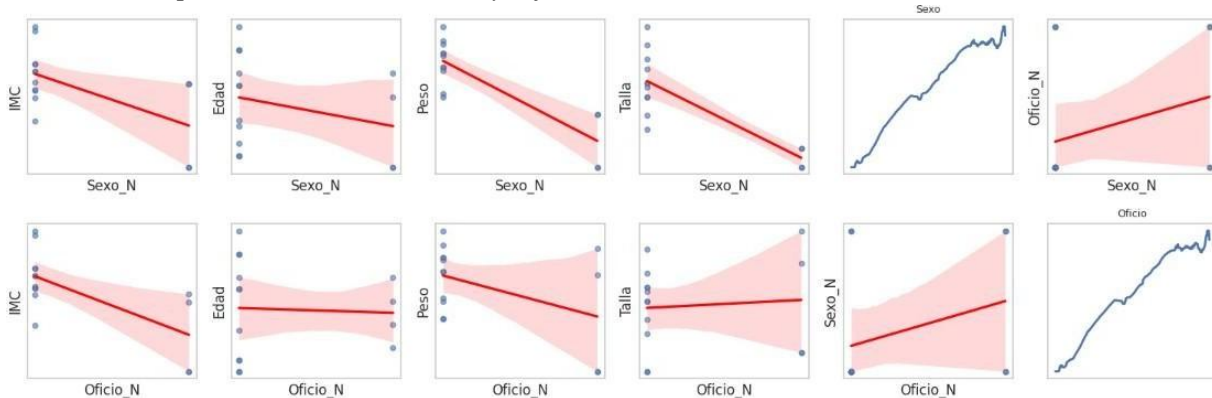 Sexo
IMC
Edad
Peso
Talla
Oficio_N
Sexo_N
Sexo_N
Sexo_N
Sexo_N
Sexo_N
Oficio
IMC
Edad
Peso
Talla
Sexo_N
Oficio_N
Oficio_N
Oficio_N
Oficio_N
Oficio_N